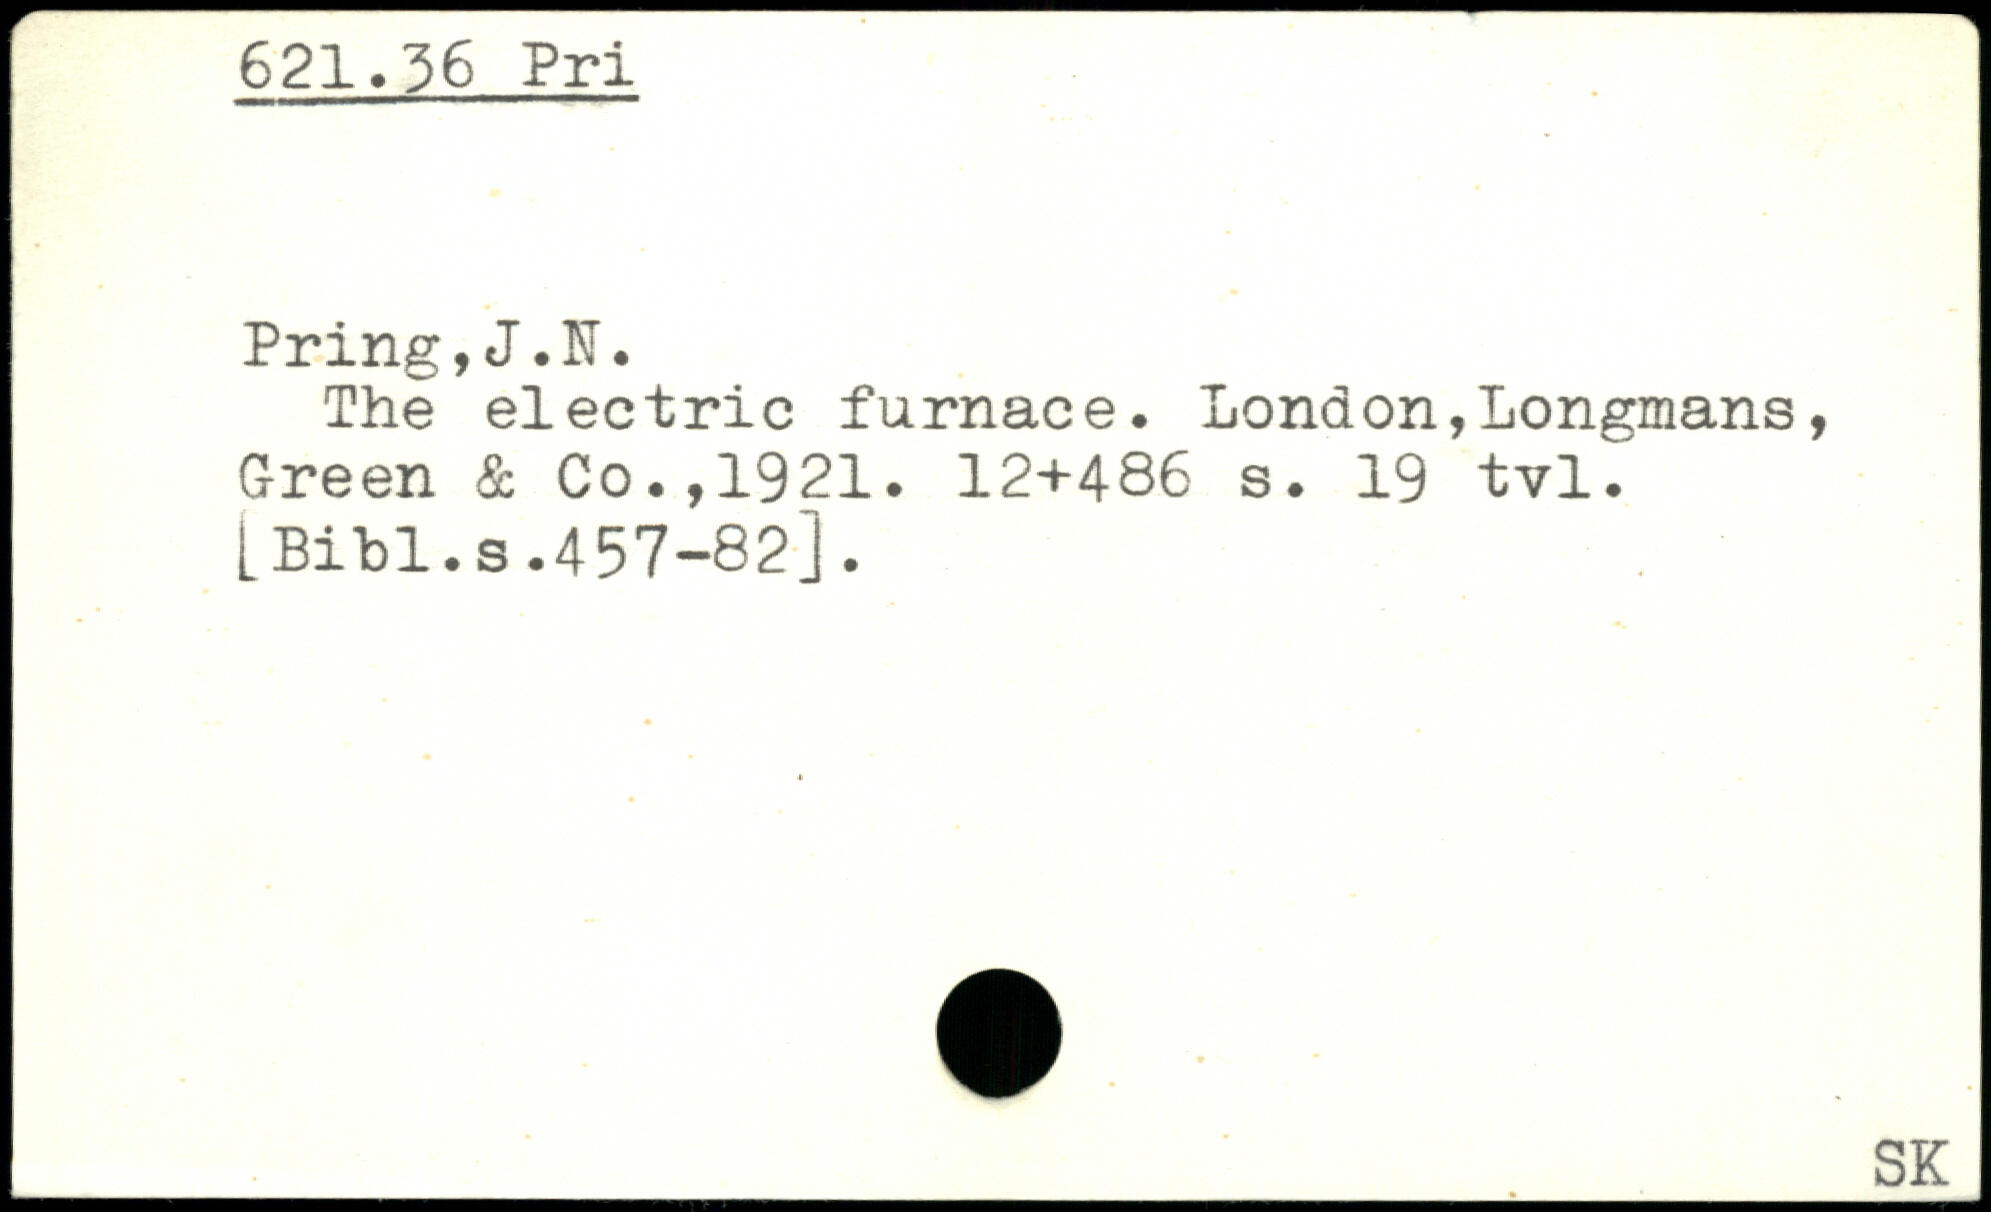 621.36 Pri
Pring,J.N.
The electric furnace. London,Longmans,
Green & Co.,1921. 12+486 s. 19 tvl.
[Bibl.s.457-82].
SK